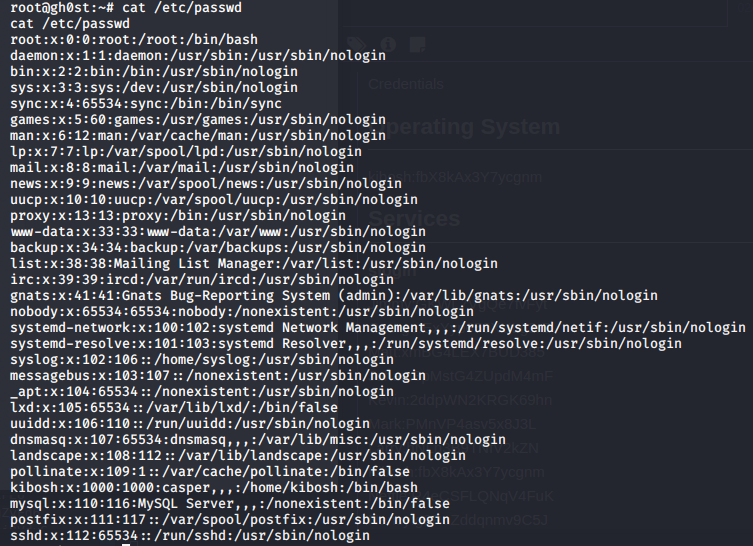 root@gh0st:~# cat /etc/passwd
cat /etc/passwd
root:x:0:0:root:/root:/bin/bash
daemon:x:1:1:daemon:/usr/sbin:/usr/sbin/nologin
bin:x:2:2:bin:/bin:/usr/sbin/nologin
sys:x:3:3:sys:/dev:/usr/sbin/nologin
sync:x:4:65534:sync:/bin:/bin/sync
games:x:5:60:games:/usr/games:/usr/sbin/nologin
man:x:6:12:man:/var/cache/man:/usr/sbin/nologin
lp:x:7:7:lp:/var/spool/lpd:/usr/sbin/nologin
mail:x:8:8:mail:/var/mail:/usr/sbin/nologin
news:x:9:9:news:/var/spool/news:/usr/sbin/nologin
uucp:x:10:10:uucp:/var/spool/uucp:/usr/sbin/nologin
proxy:x:13:13:proxy:/bin:/usr/sbin/nologin
www-data:x:33:33:www-data:/var/www:/usr/sbin/nologin
backup:x:34:34:backup:/var/backups:/usr/sbin/nologin
list:x:38:38:Mailing List Manager:/var/list:/usr/sbin/nologin
irc:x:39:39:ircd:/var/run/ircd:/usr/sbin/nologin
gnats:x:41:41:Gnats Bug-Reporting System (admin):/var/lib/gnats:/usr/sbin/nologin
nobody:x:65534:65534:nobody:/nonexistent:/usr/sbin/nologin
systemd-network:x:100:102:systemd Network Management,,,:/run/systemd/netif:/usr/sbin/nologin
systemd-resolve:x:101:103:systemd Resolver,,,:/run/systemd/resolve:/usr/sbin/nologin
syslog:x:102:106::/home/syslog:/usr/sbin/nologin
messagebus:x:103:107::/nonexistent:/usr/sbin/nologin
_apt:x:104:65534::/nonexistent:/usr/sbin/nologin
lxd:x:105:65534::/var/lib/lxd/:/bin/false
uuidd:x:106:110::/run/uuidd:/usr/sbin/nologin
dnsmasq:x:107:65534:dnsmasq,,,:/var/lib/misc:/usr/sbin/nologin
landscape:x:108:112::/var/lib/landscape:/usr/sbin/nologin
pollinate:x:109:1::/var/cache/pollinate:/bin/false
kibosh:x:1000:1000:casper,,,:/home/kibosh:/bin/bash
mysql:x:110:116:MySQL Server,,,:/nonexistent:/bin/false
postfix:x:111:117::/var/spool/postfix:/usr/sbin/nologin
sshd:x:112:65534::/run/sshd:/usr/sbin/nologin
Credentials
Operating System
Services